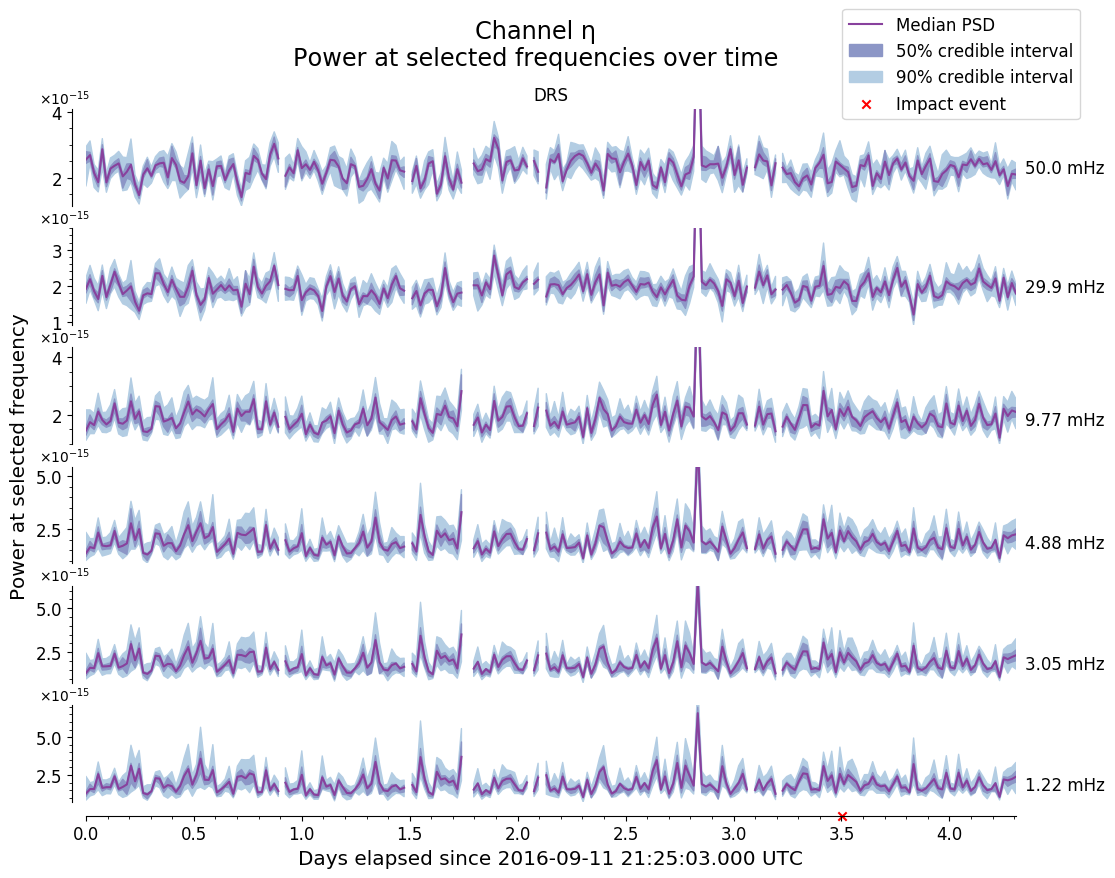 Channel η
Power at selected frequencies over time
DRS
Median PSD
50% credible interval
90% credible interval
Impact event
×10⁻¹⁵
4
2
50.0 mHz
×10⁻¹⁵
3
2
1
29.9 mHz
×10⁻¹⁵
4
2
9.77 mHz
×10⁻¹⁵
5.0
2.5
4.88 mHz
×10⁻¹⁵
5.0
2.5
3.05 mHz
×10⁻¹⁵
5.0
2.5
1.22 mHz
Power at selected frequency
0.0 0.5 1.0 1.5 2.0 2.5 3.0 3.5 4.0
Days elapsed since 2016-09-11 21:25:03.000 UTC